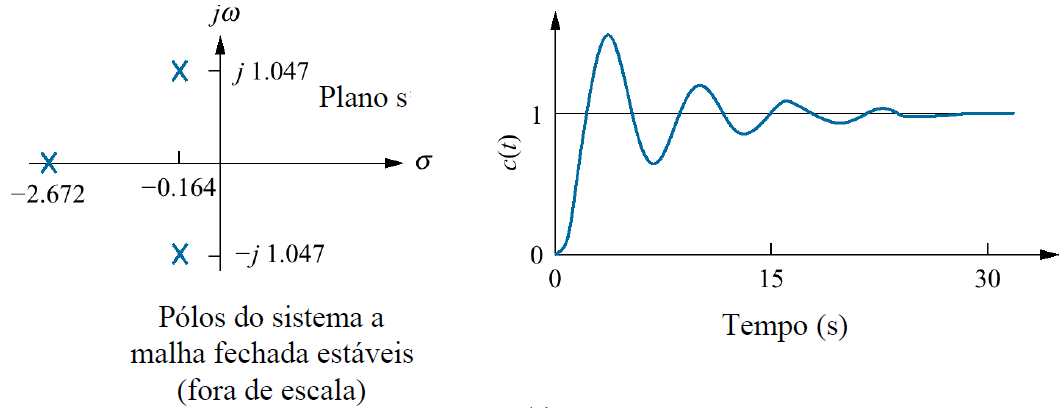 jω
j 1.047
Plano s
σ
−2.672
−0.164
−j 1.047
Pólos do sistema a
malha fechada estáveis
(fora de escala)
c(t)
1
0
0
15
30
Tempo (s)